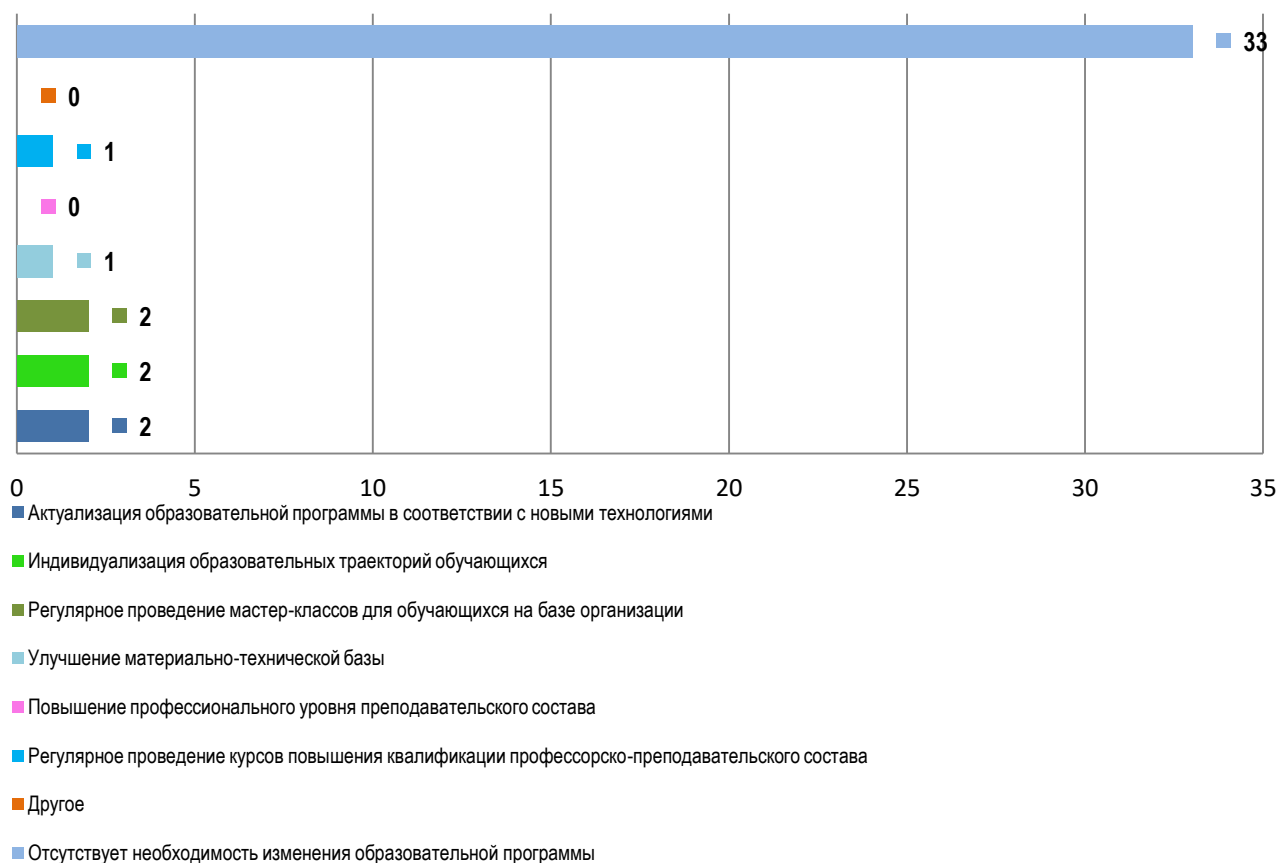 33
0
1
0
1
2
2
2
0 5 10 15 20 25 30 35
Актуализация образовательной программы в соответствии с новыми технологиями
Индивидуализация образовательных траекторий обучающихся
Регулярное проведение мастер-классов для обучающихся на базе организации
Улучшение материально-технической базы
Повышение профессионального уровня преподавательского состава
Регулярное проведение курсов повышения квалификации профессорско-преподавательского состава
Другое
Отсутствует необходимость изменения образовательной программы